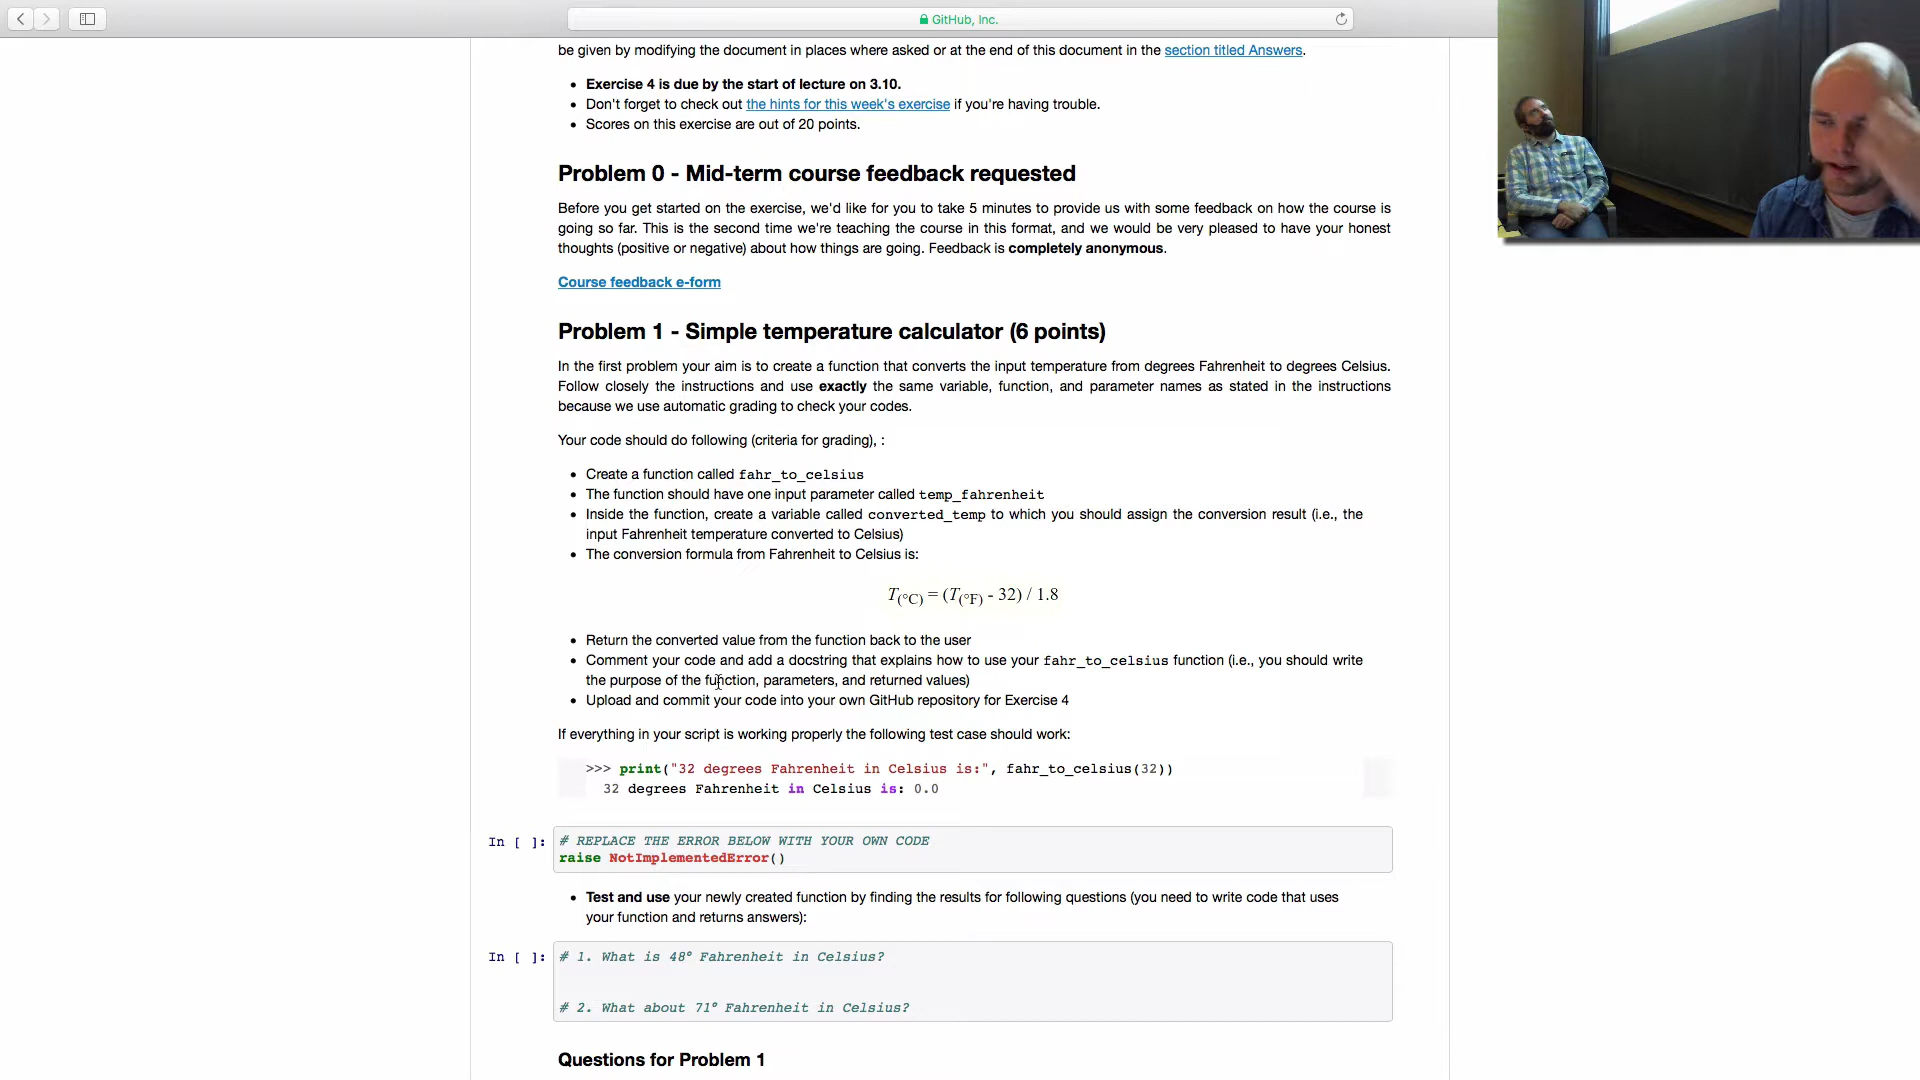 GitHub, Inc.
be given by modifying the document in places where asked or at the end of this document in the section titled Answers.
• Exercise 4 is due by the start of lecture on 3.10.
• Don't forget to check out the hints for this week's exercise if you're having trouble.
• Scores on this exercise are out of 20 points.
Problem 0 - Mid-term course feedback requested
Before you get started on the exercise, we'd like for you to take 5 minutes to provide us with some feedback on how the course is
going so far. This is the second time we're teaching the course in this format, and we would be very pleased to have your honest
thoughts (positive or negative) about how things are going. Feedback is completely anonymous.
Course feedback e-form
Problem 1 - Simple temperature calculator (6 points)
In the first problem your aim is to create a function that converts the input temperature from degrees Fahrenheit to degrees Celsius.
Follow closely the instructions and use exactly the same variable, function, and parameter names as stated in the instructions
because we use automatic grading to check your codes.
Your code should do following (criteria for grading), :
• Create a function called fahr_to_celsius
• The function should have one input parameter called temp_fahrenheit
• Inside the function, create a variable called converted_temp to which you should assign the conversion result (i.e., the
input Fahrenheit temperature converted to Celsius)
• The conversion formula from Fahrenheit to Celsius is:
T(°C) = (T(°F) - 32) / 1.8
• Return the converted value from the function back to the user
• Comment your code and add a docstring that explains how to use your fahr_to_celsius function (i.e., you should write
the purpose of the function, parameters, and returned values)
• Upload and commit your code into your own GitHub repository for Exercise 4
If everything in your script is working properly the following test case should work:
>>> print("32 degrees Fahrenheit in Celsius is:", fahr_to_celsius(32))
32 degrees Fahrenheit in Celsius is: 0.0
In [ ]: # REPLACE THE ERROR BELOW WITH YOUR OWN CODE
raise NotImplementedError()
• Test and use your newly created function by finding the results for following questions (you need to write code that uses
your function and returns answers):
In [ ]: # 1. What is 48° Fahrenheit in Celsius?
# 2. What about 71° Fahrenheit in Celsius?
Questions for Problem 1